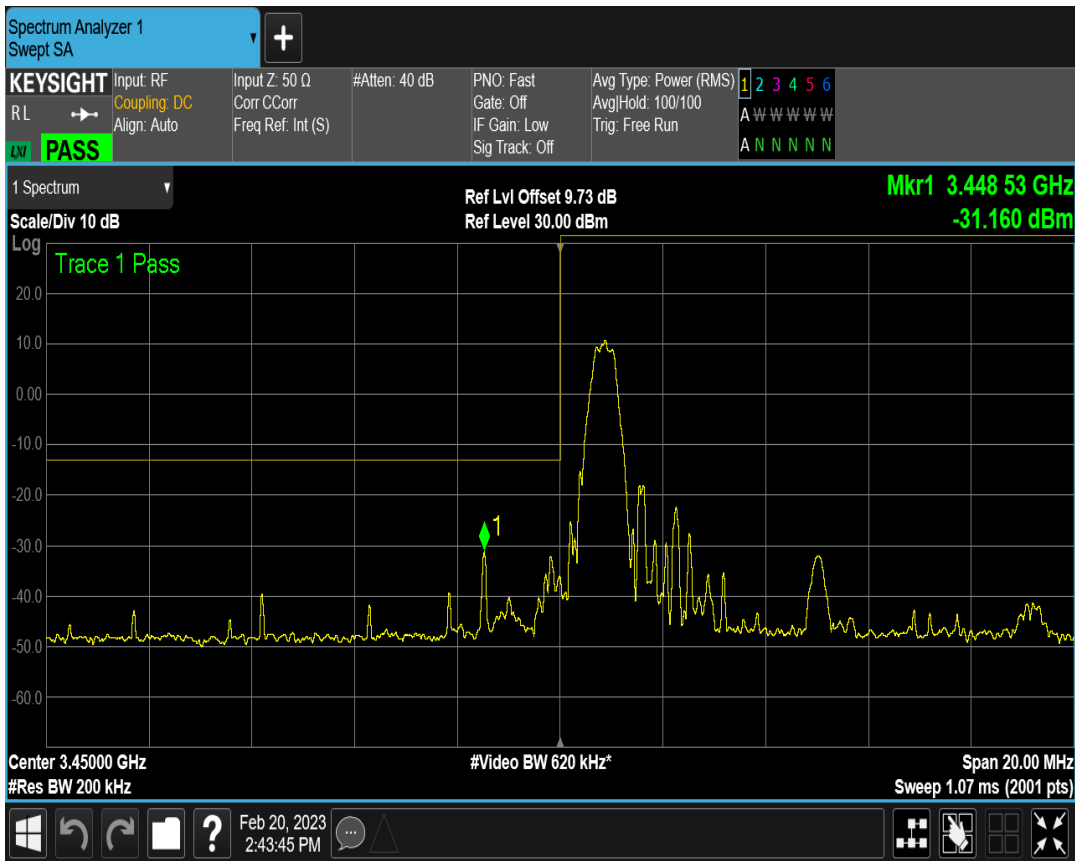 Spectrum Analyzer 1
Swept SA
+
KEYSIGHT
R L
LXI PASS
Input: RF
Coupling: DC
Align: Auto
Input Z: 50 Ω
Corr CCorr
Freq Ref: Int (S)
#Atten: 40 dB
PNO: Fast
Gate: Off
IF Gain: Low
Sig Track: Off
Avg Type: Power (RMS)
Avg|Hold: 100/100
Trig: Free Run
1 2 3 4 5 6
A W W W W W
A N N N N N
1 Spectrum
Scale/Div 10 dB
Ref Lvl Offset 9.73 dB
Ref Level 30.00 dBm
Mkr1 3.448 53 GHz
-31.160 dBm
Log
Trace 1 Pass
20.0
10.0
0.00
-10.0
-20.0
1
-30.0
-40.0
-50.0
-60.0
Center 3.45000 GHz
#Video BW 620 kHz*
Span 20.00 MHz
#Res BW 200 kHz
Sweep 1.07 ms (2001 pts)
?
Feb 20, 2023
2:43:45 PM